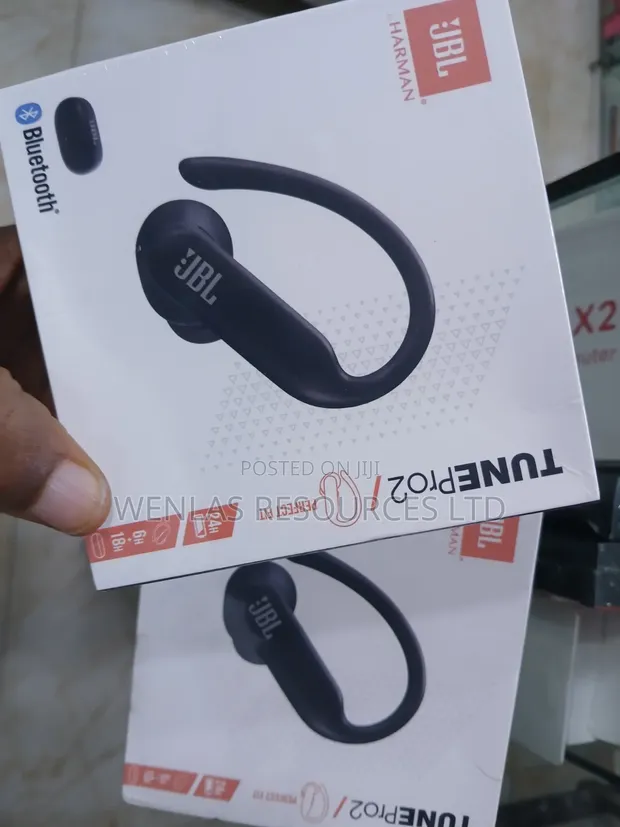 JBL
HARMAN
Bluetooth®
JBL
JBL
TUNEPro2/
PERFECT FIT
24H
6H
18H
POSTED ON JIJI
WENLAS RESOURCES LTD
X2
JBL
JBL
TUNEPro2/
PERFECT FIT